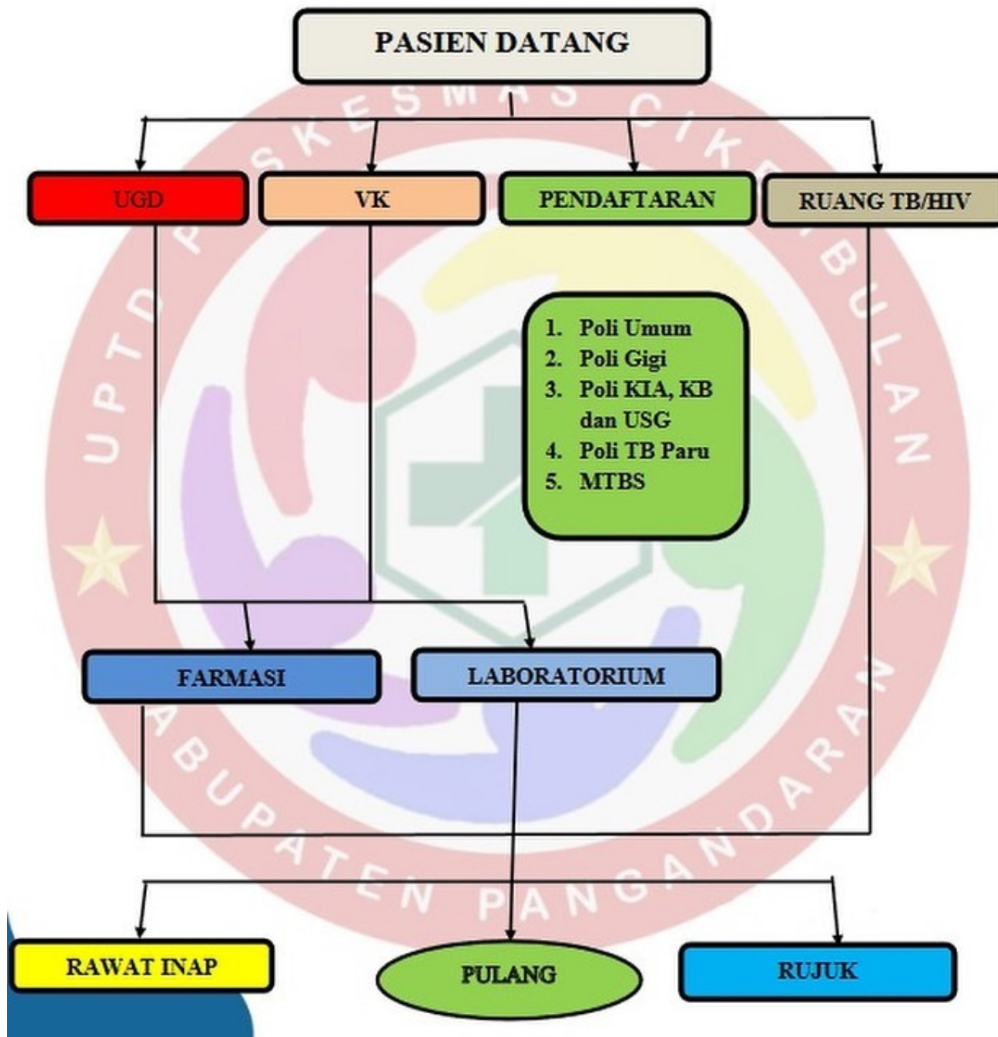 PASIEN DATANG
UPTD PUSKESMAS CIKEMBULAN
UGD
VK
PENDAFTARAN
RUANG TB/HIV
1. Poli Umum
2. Poli Gigi
3. Poli KIA, KB
dan USG
4. Poli TB Paru
5. MTBS
FARMASI
LABORATORIUM
KABUPATEN PANGANDARAN
RAWAT INAP
PULANG
RUJUK